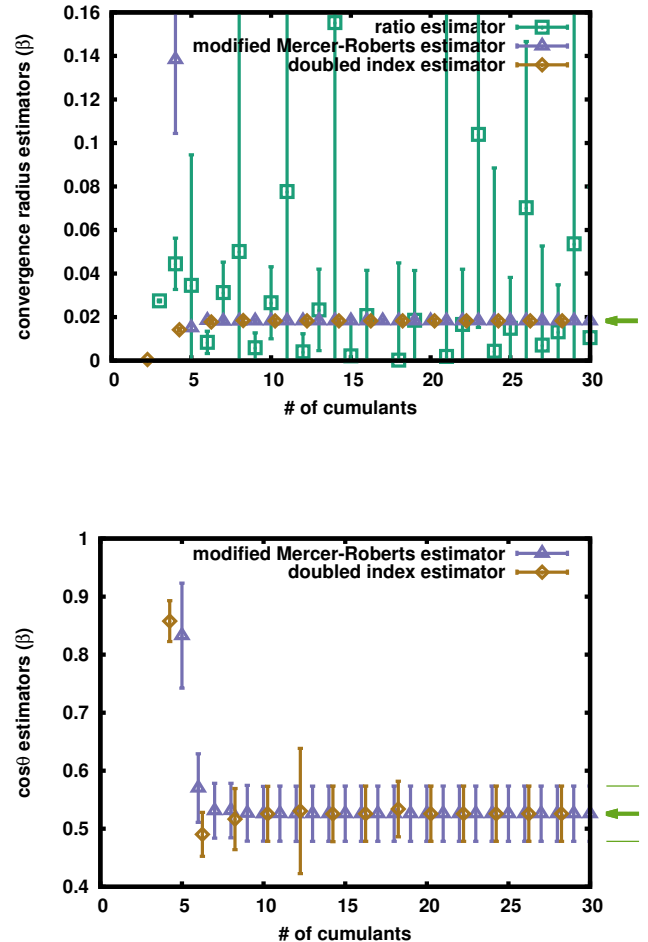 0.16
0.14
0.12
0.1
0.08
0.06
0.04
0.02
0
convergence radius estimators (β)
ratio estimator
modified Mercer-Roberts estimator
doubled index estimator
0 5 10 15 20 25 30
# of cumulants
1
0.9
0.8
0.7
0.6
0.5
0.4
cosθ estimators (β)
modified Mercer-Roberts estimator
doubled index estimator
0 5 10 15 20 25 30
# of cumulants